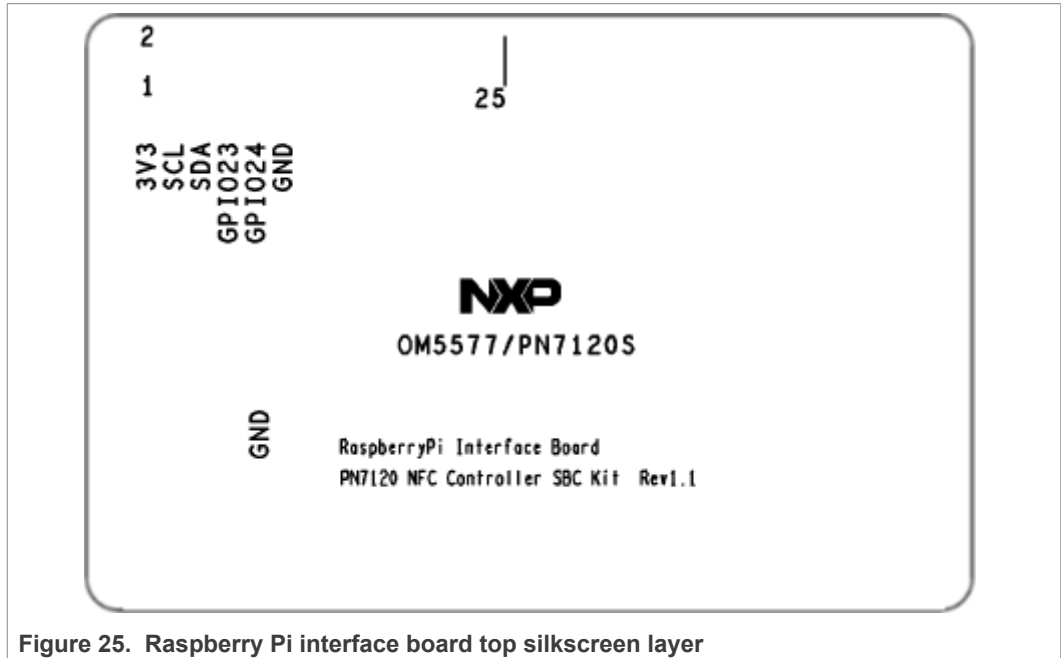 2
1
25
3V3
SCL
SDA
GPIO23
GPIO24
GND
NXP
OM5577/PN7120S
GND
RaspberryPi Interface Board
PN7120 NFC Controller SBC Kit Rev1.1
Figure 25. Raspberry Pi interface board top silkscreen layer